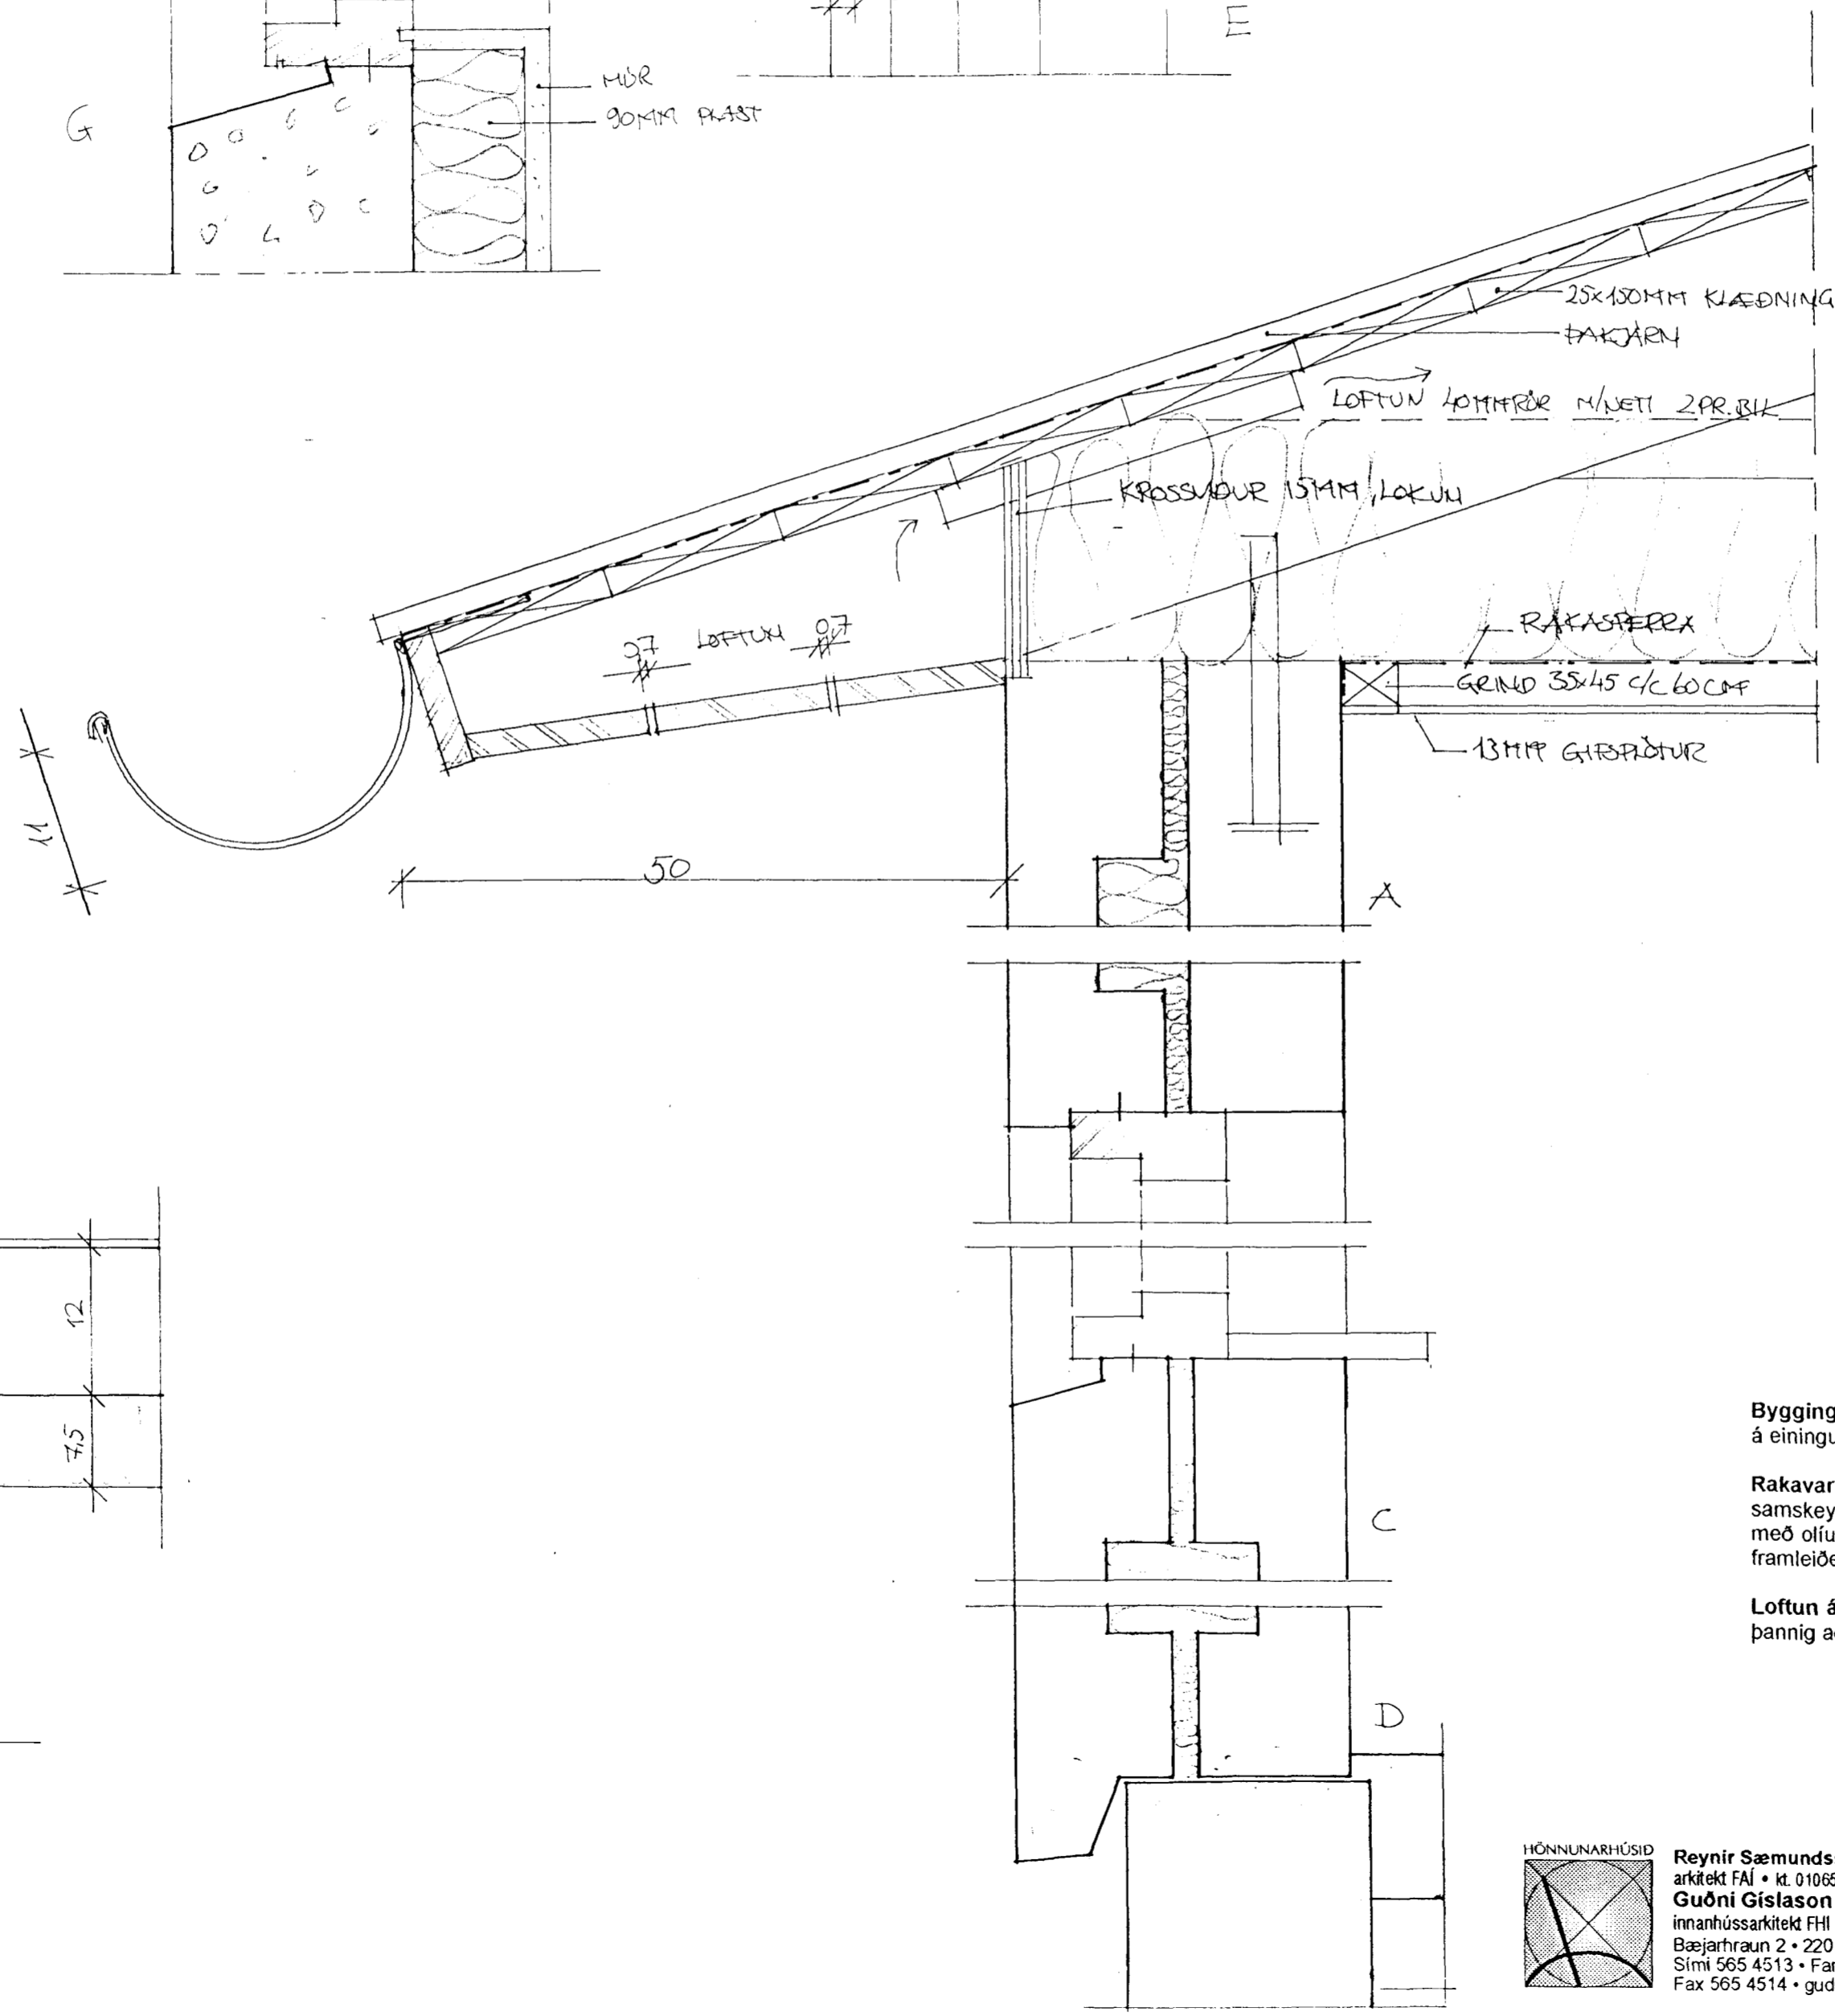 E
MÚR
90MM PLAST
G
25x150MM KLÆÐNING
ÞAKJÁRN
LOFTUN 40MMRÖR M/NETI 2PR.BIL
KROSSVIÐUR 15MM, LOKUN
RAKASPERRA
GRIND 35x45 C/C 60CM
13MM GIFSPLÖTUR
0,7 LOFTUN 0,7
11
50
A
12
7,5
C
D
Bygging
á einingu
Rakavar
samskey
með olíu
framleiðe
Loftun á
þannig a
HÖNNUNARHÚSIÐ
Reynir Sæmunds
arkitekt FAÍ • kt. 01065
Guðni Gíslason
innanhússarkitekt FHI
Bæjarhraun 2 • 220
Sími 565 4513 • Far
Fax 565 4514 • gud